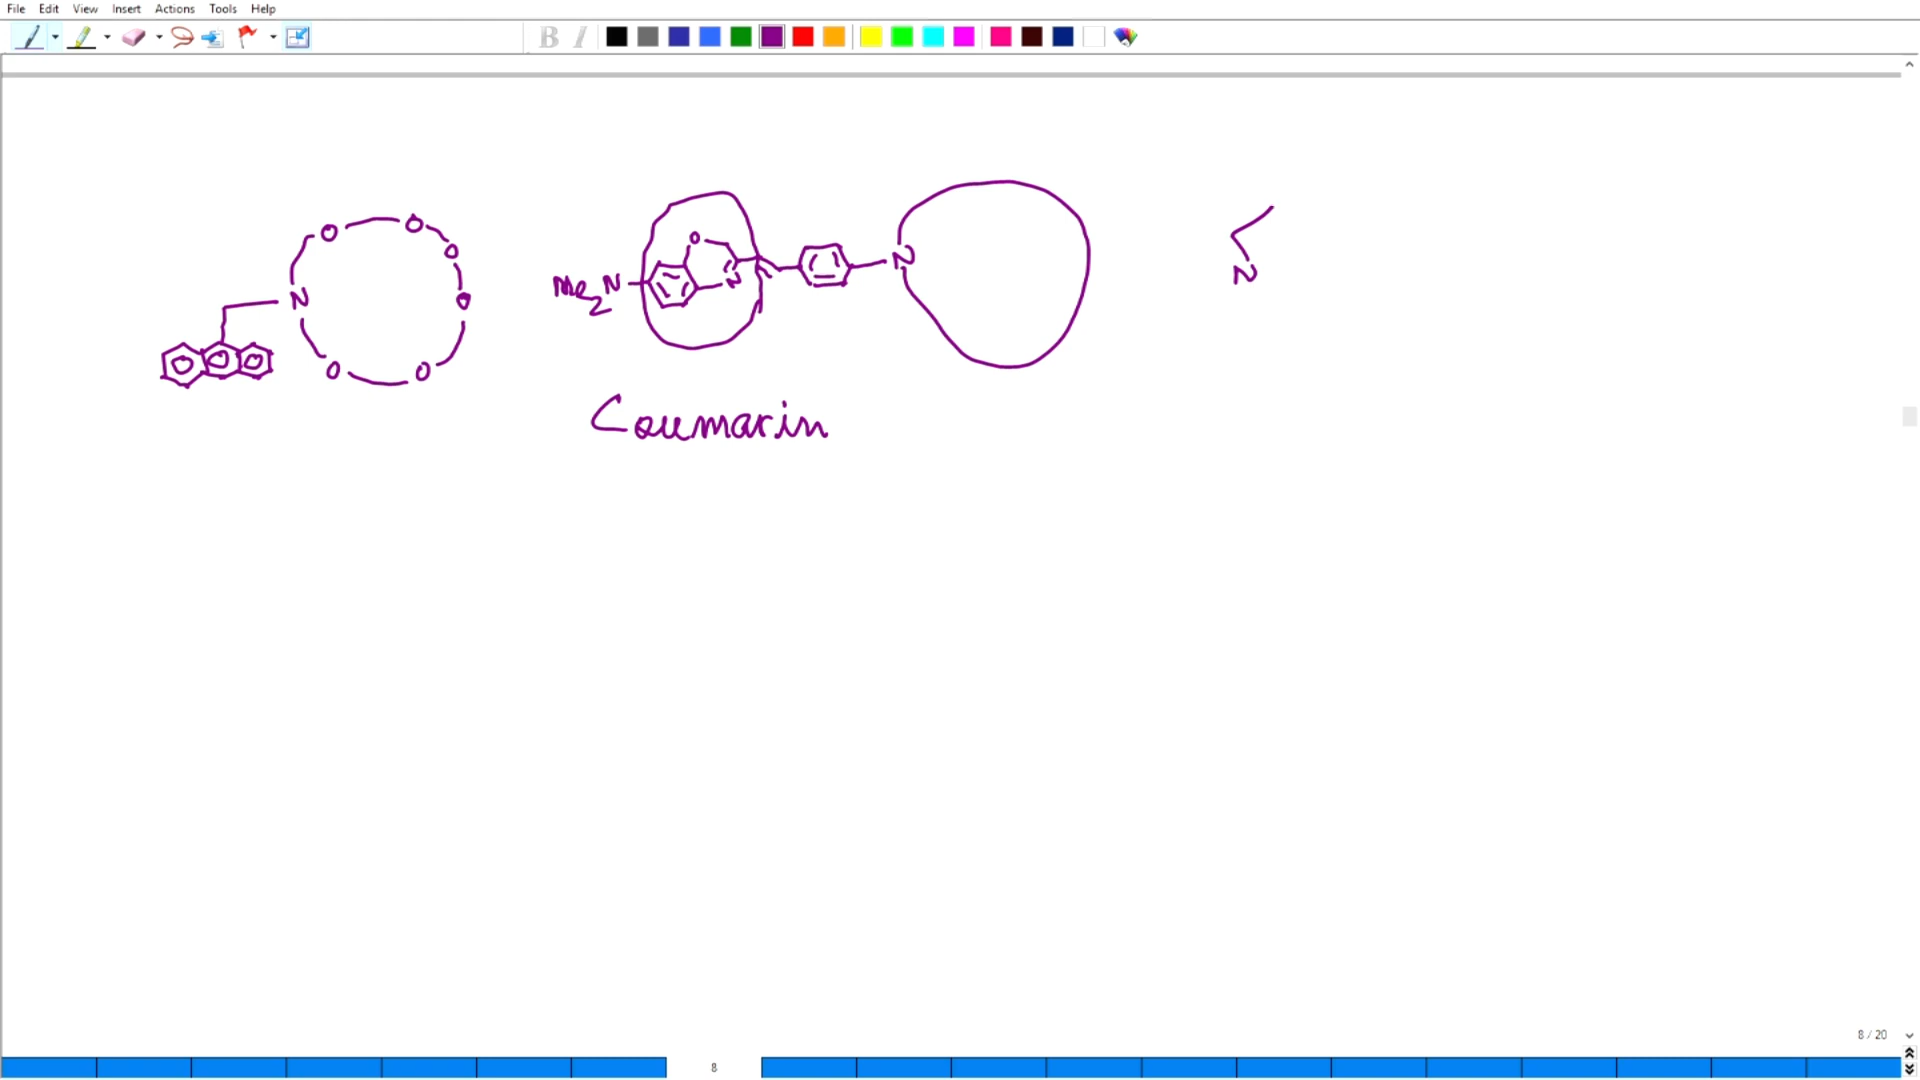 File Edit View Insert Actions Tools Help
B I
O O O O O O N
Me2N O N N
N
Coumarin
8 / 20
8